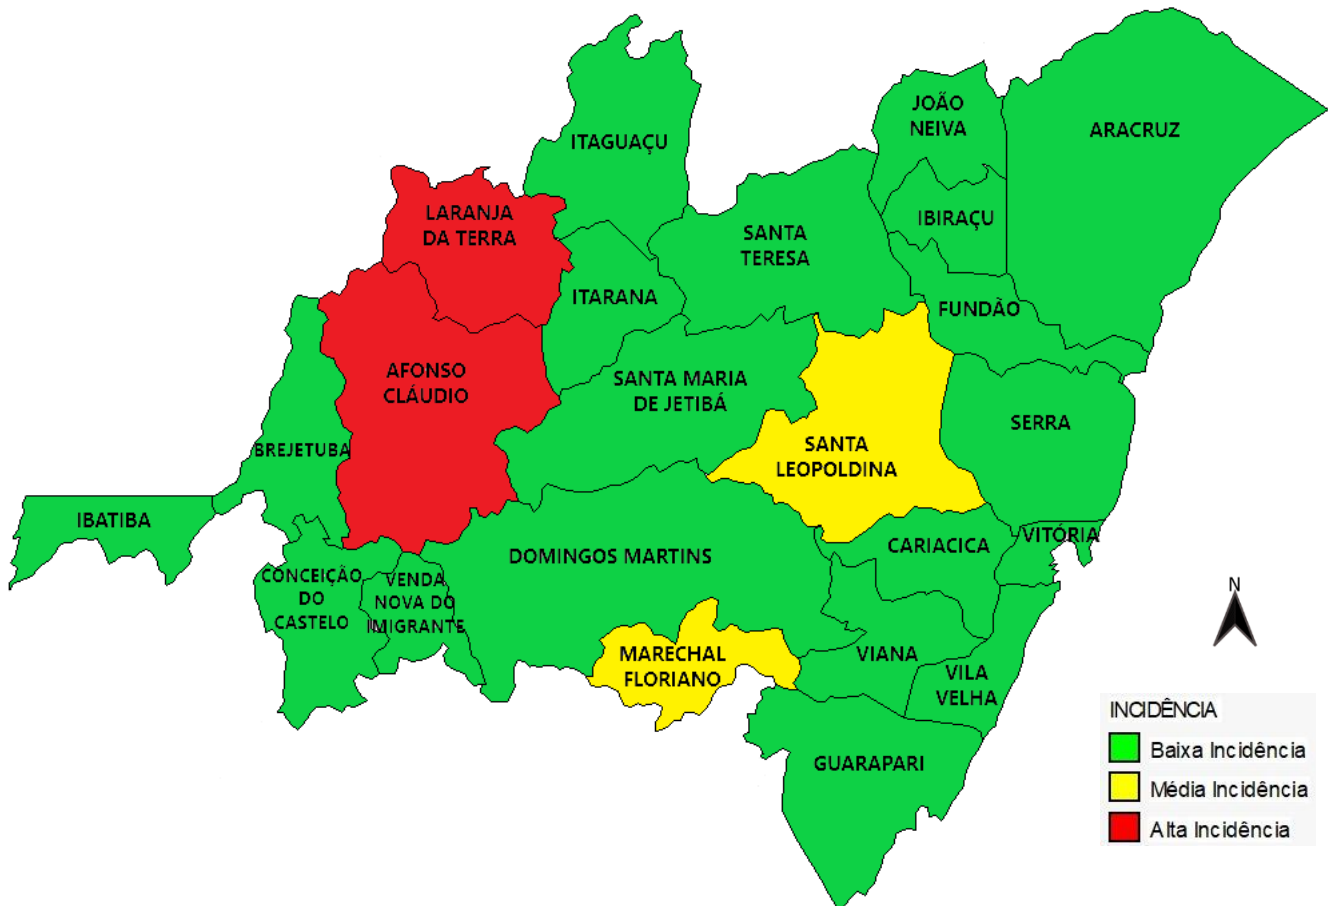 JOÃO
NEIVA
ARACRUZ
ITAGUAÇU
LARANJA
DA TERRA
IBIRAÇU
SANTA
TERESA
ITARANA
FUNDÃO
AFONSO
CLÁUDIO
SANTA MARIA
DE JETIBÁ
SERRA
BREJETUBA
SANTA
LEOPOLDINA
IBATIBA
VITÓRIA
CARIACICA
DOMINGOS MARTINS
CONCEIÇÃO
DO
CASTELO
VENDA
NOVA DO
IMIGRANTE
MARECHAL
FLORIANO
VIANA
VILA
VELHA
GUARAPARI
N
INCIDÊNCIA
Baixa Incidência
Média Incidência
Alta Incidência